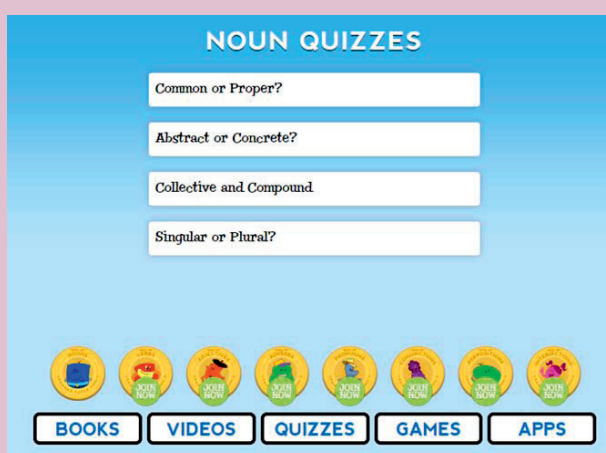 NOUN QUIZZES
Common or Proper?
Abstract or Concrete?
Collective and Compound
Singular or Plural?
JOIN NOW JOIN NOW JOIN NOW JOIN NOW JOIN NOW JOIN NOW JOIN NOW
BOOKS VIDEOS QUIZZES GAMES APPS